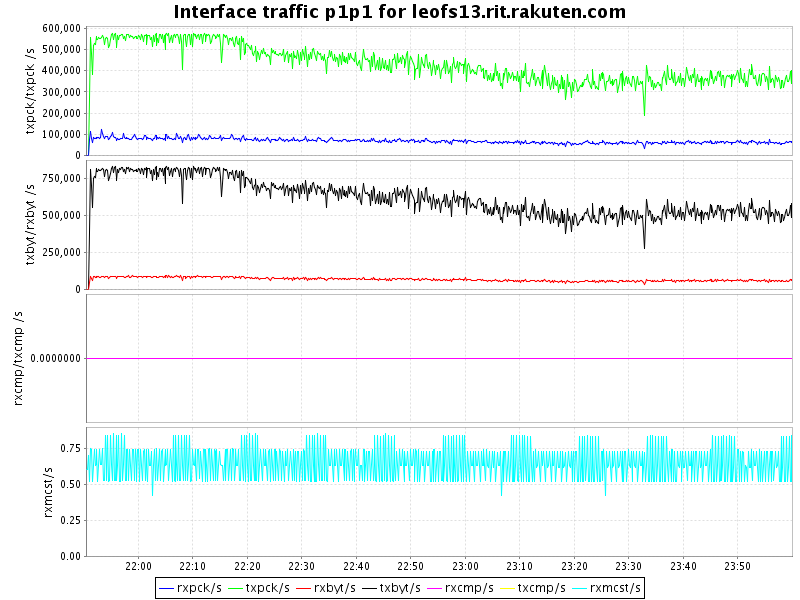 Interface traffic p1p1 for leofs13.rit.rakuten.com
txpck/txpck /s
600,000
500,000
400,000
300,000
200,000
100,000
0
txbyt/rxbyt /s
750,000
500,000
250,000
0
rxcmp/txcmp /s
0.0000000
rxmcst/s
0.75
0.50
0.25
0.00
22:00 22:10 22:20 22:30 22:40 22:50 23:00 23:10 23:20 23:30 23:40 23:50
rxpck/s txpck/s rxbyt/s txbyt/s rxcmp/s txcmp/s rxmcst/s